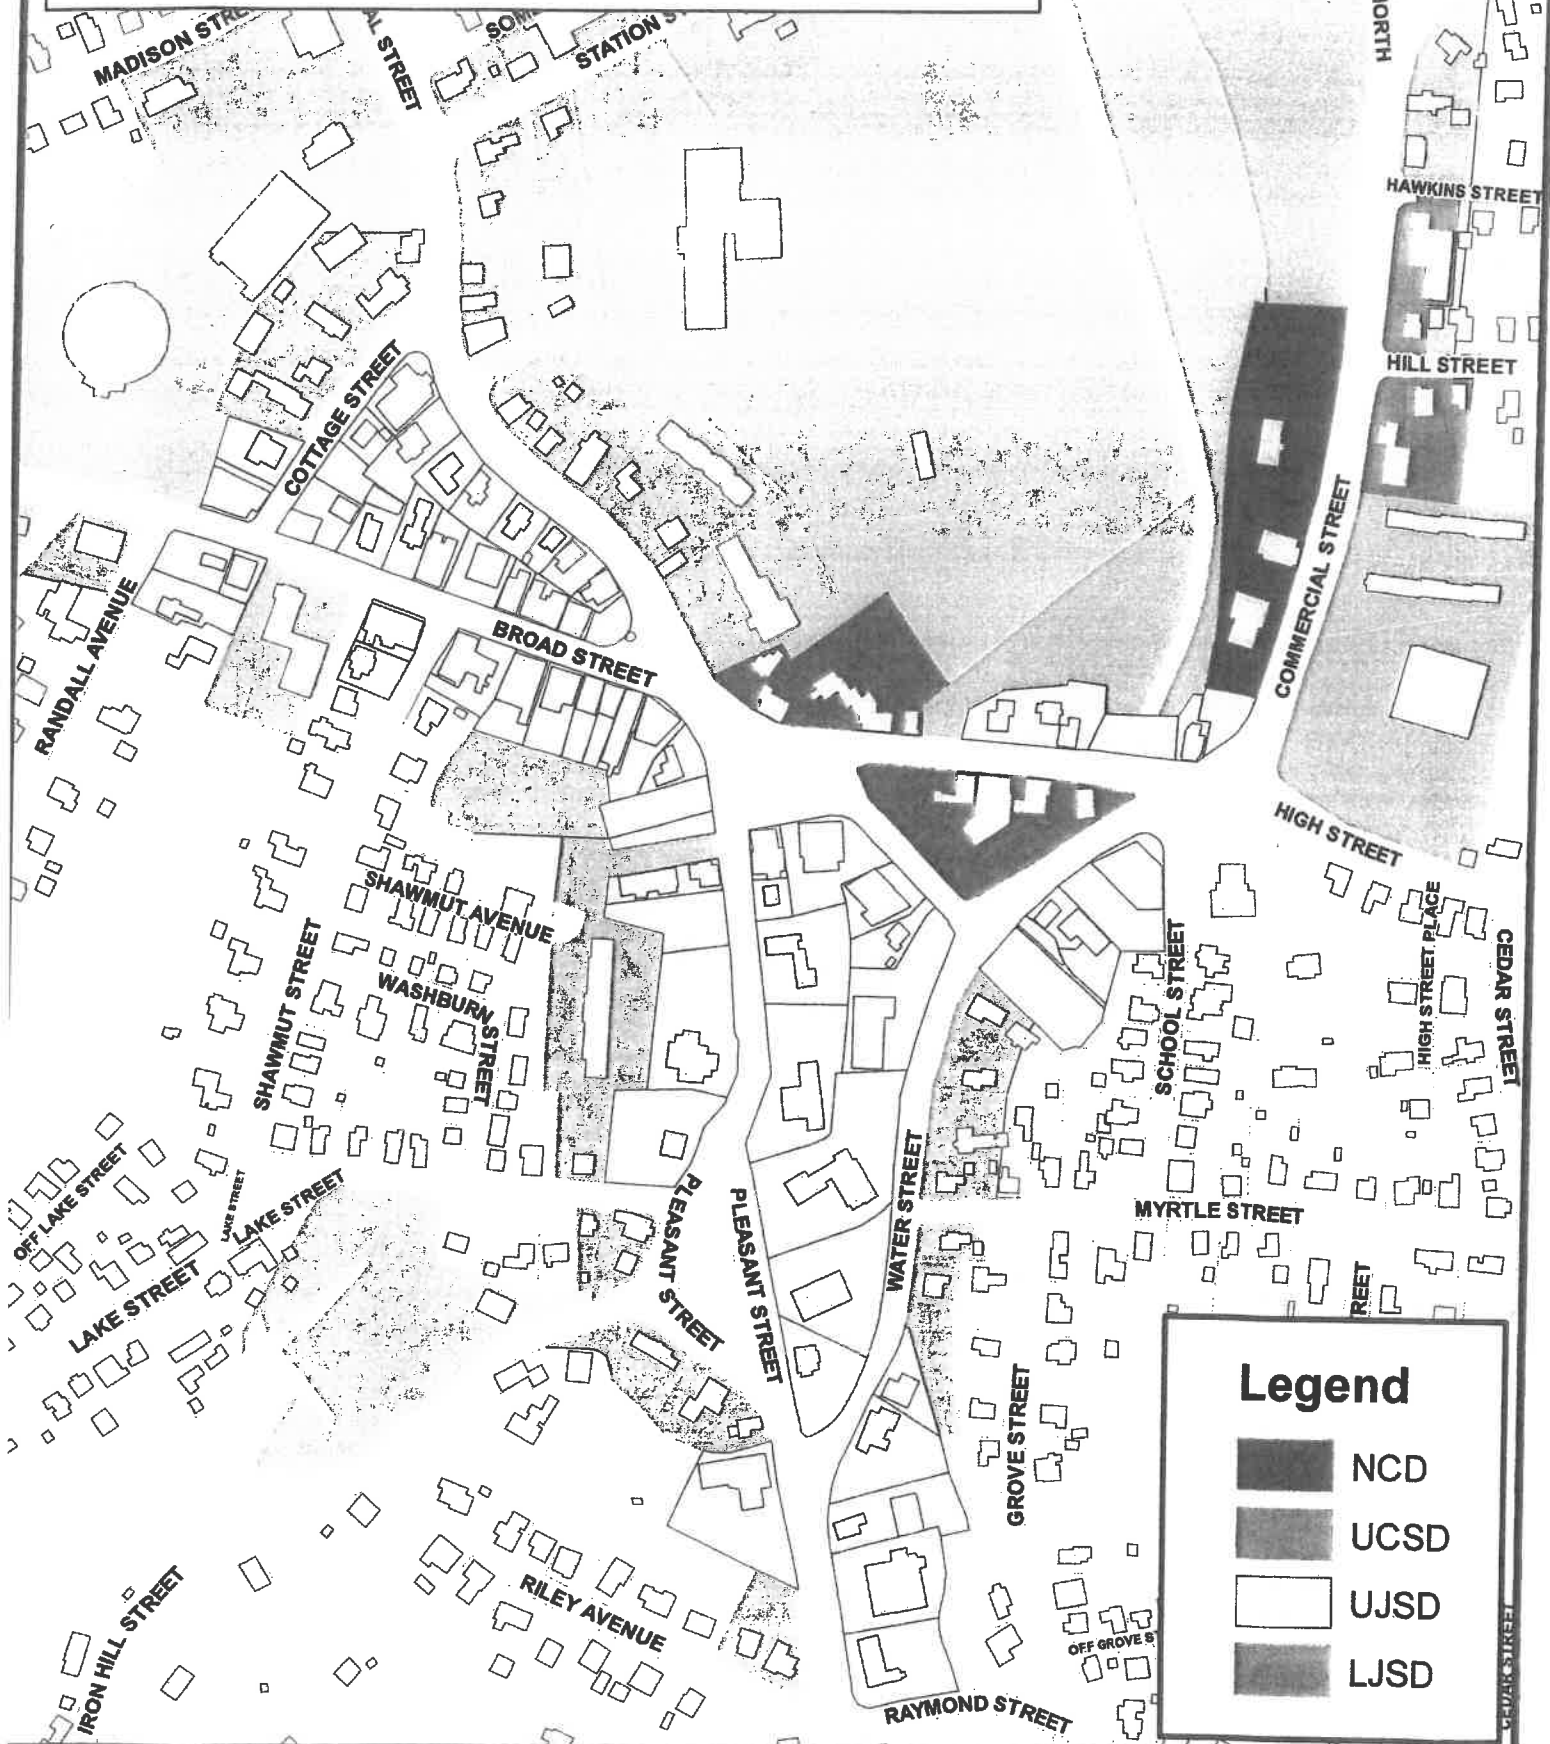 MADISON
STREET
STATION
NORTH
HAWKINS STREET
HILL STREET
COTTAGE STREET
COMMERCIAL STREET
RANDALL AVENUE
BROAD STREET
HIGH STREET
SHAWMUT AVENUE
HIGH STREET PLACE
CEDAR STREET
SHAWMUT STREET
WASHBURN STREET
SCHOOL STREET
OFF LAKE STREET
LAKE STREET
LAKE STREET
LAKE STREET
PLEASANT STREET
PLEASANT STREET
WATER STREET
MYRTLE STREET
GROVE STREET
Legend
NCD
UCSD
UJSD
LJSD
RILEY AVENUE
IRON HILL STREET
OFF GROVE S
RAYMOND STREET
CEDAR STREET